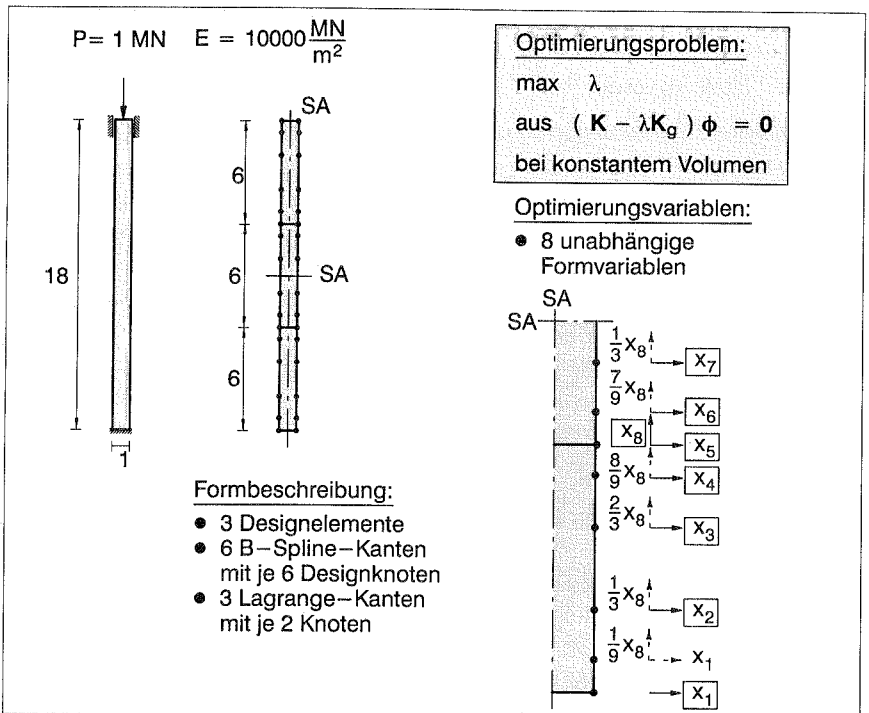 P= 1 MN E = 10000 MN/m²
SA
6
6
6
18
SA
1
Formbeschreibung:
● 3 Designelemente
● 6 B–Spline–Kanten
mit je 6 Designknoten
● 3 Lagrange–Kanten
mit je 2 Knoten
Optimierungsproblem:
max λ
aus ( K – λK_g ) ϕ = 0
bei konstantem Volumen
Optimierungsvariablen:
● 8 unabhängige
Formvariablen
SA
SA
1/3 x₈ x₇
7/9 x₈ x₆
x₈ x₅
8/9 x₈ x₄
2/3 x₈ x₃
1/3 x₈ x₂
1/9 x₈ x₁
x₁